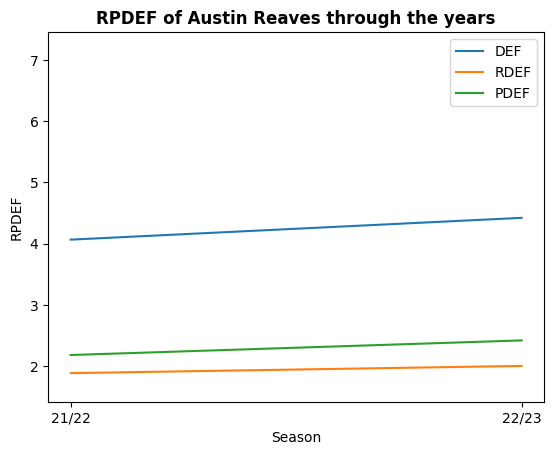 RPDEF of Austin Reaves through the years
DEF
RDEF
PDEF
RPDEF
7
6
5
4
3
2
21/22
22/23
Season